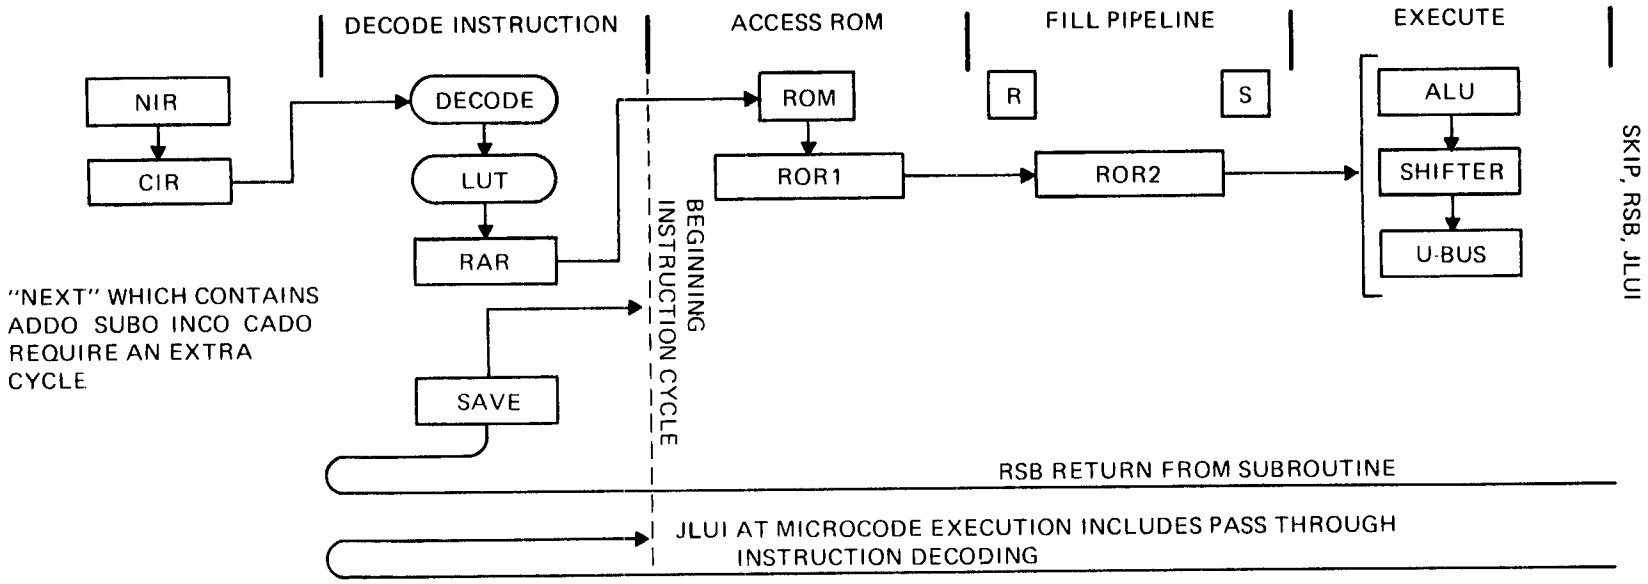 DECODE INSTRUCTION
ACCESS ROM
FILL PIPELINE
EXECUTE
NIR
CIR
DECODE
LUT
RAR
ROM
ROR1
R
S
ROR2
ALU
SHIFTER
U-BUS
SKIP, RSB, JLUI
BEGINNING
INSTRUCTION CYCLE
"NEXT" WHICH CONTAINS
ADDO SUBO INCO CADO
REQUIRE AN EXTRA
CYCLE
SAVE
RSB RETURN FROM SUBROUTINE
JLUI AT MICROCODE EXECUTION INCLUDES PASS THROUGH
INSTRUCTION DECODING